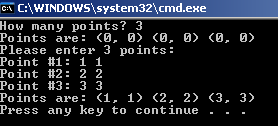 C:\WINDOWS\system32\cmd.exe
How many points? 3
Points are: (0, 0) (0, 0) (0, 0)
Please enter 3 points:
Point #1: 1 1
Point #2: 2 2
Point #3: 3 3
Points are: (1, 1) (2, 2) (3, 3)
Press any key to continue . . .